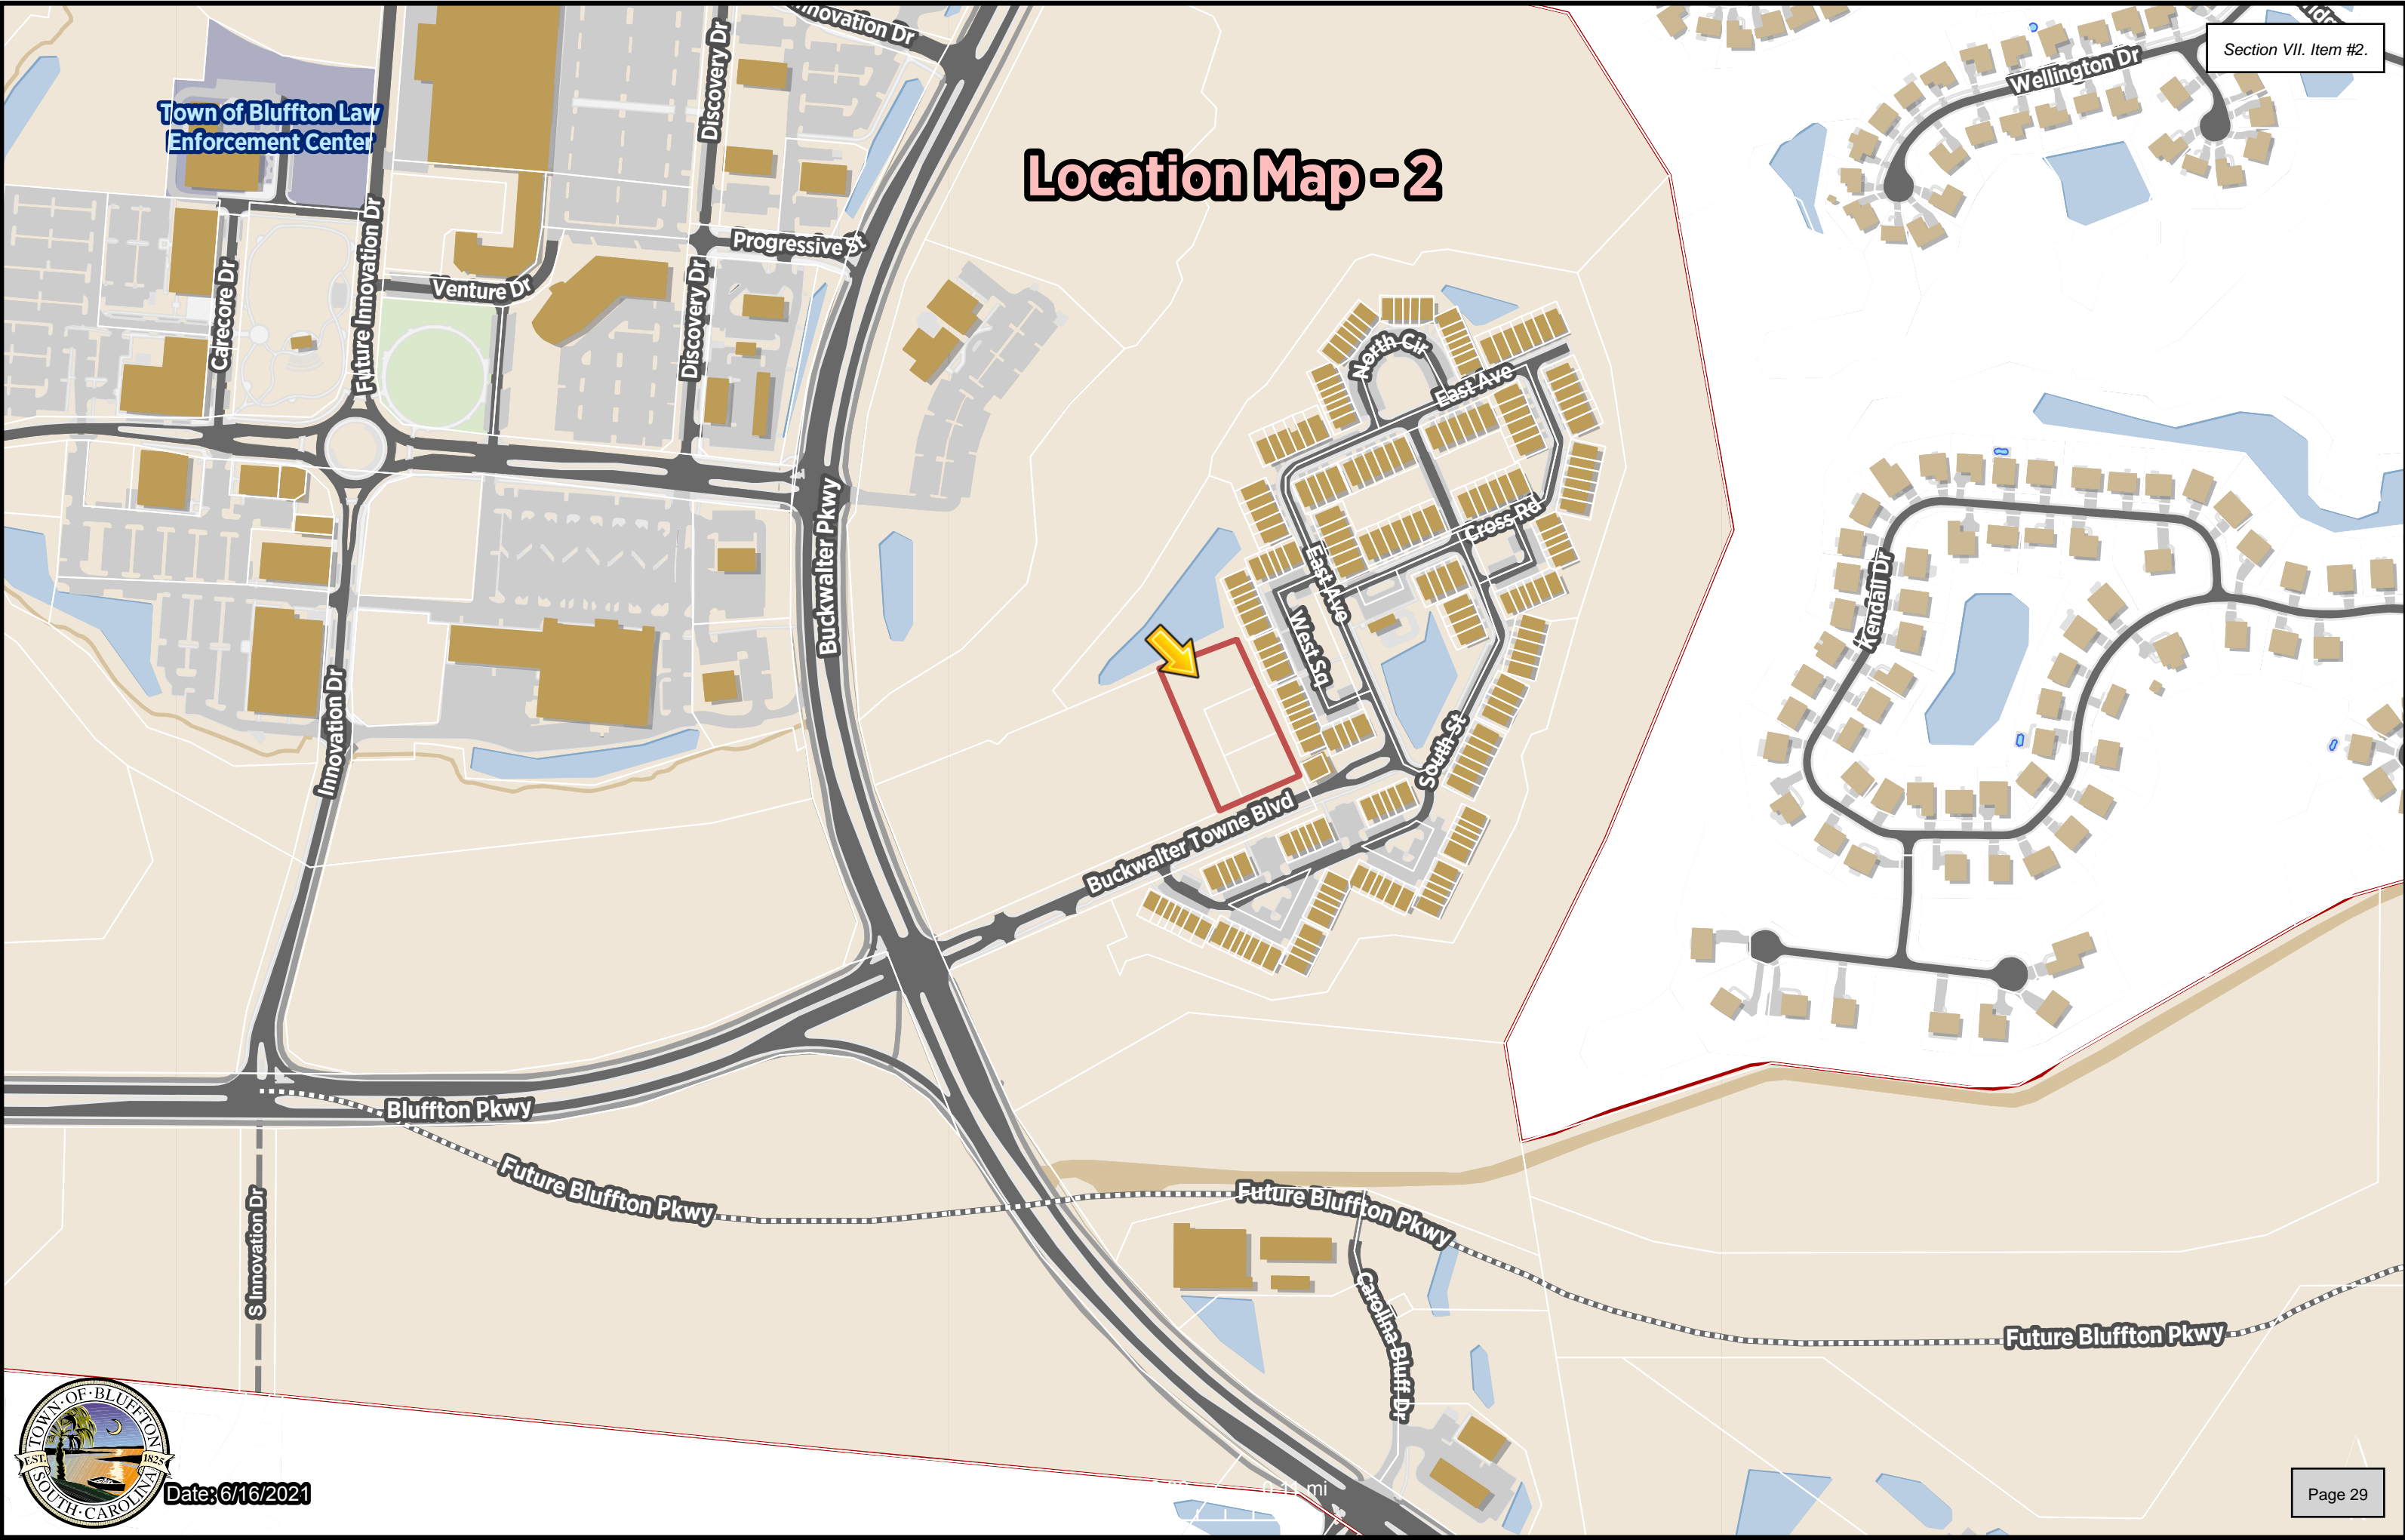 Section VII. Item #2.
Location Map - 2
Town of Bluffton Law
Enforcement Center
Innovation Dr
Discovery Dr
Wellington Dr
Progressive St
Carecore Dr
Future Innovation Dr
Venture Dr
Discovery Dr
North Cir
East Ave
Buckwalter Pkwy
Cross Rd
East Ave
West Sq
Kendall Dr
Innovation Dr
South St
Buckwalter Towne Blvd
Bluffton Pkwy
Future Bluffton Pkwy
Future Bluffton Pkwy
S Innovation Dr
Carolina Bluff Dr
Future Bluffton Pkwy
TOWN·OF·BLUFFTON
EST. 1825
SOUTH·CAROLINA
Date: 6/16/2021
0.11 mi
Page 29